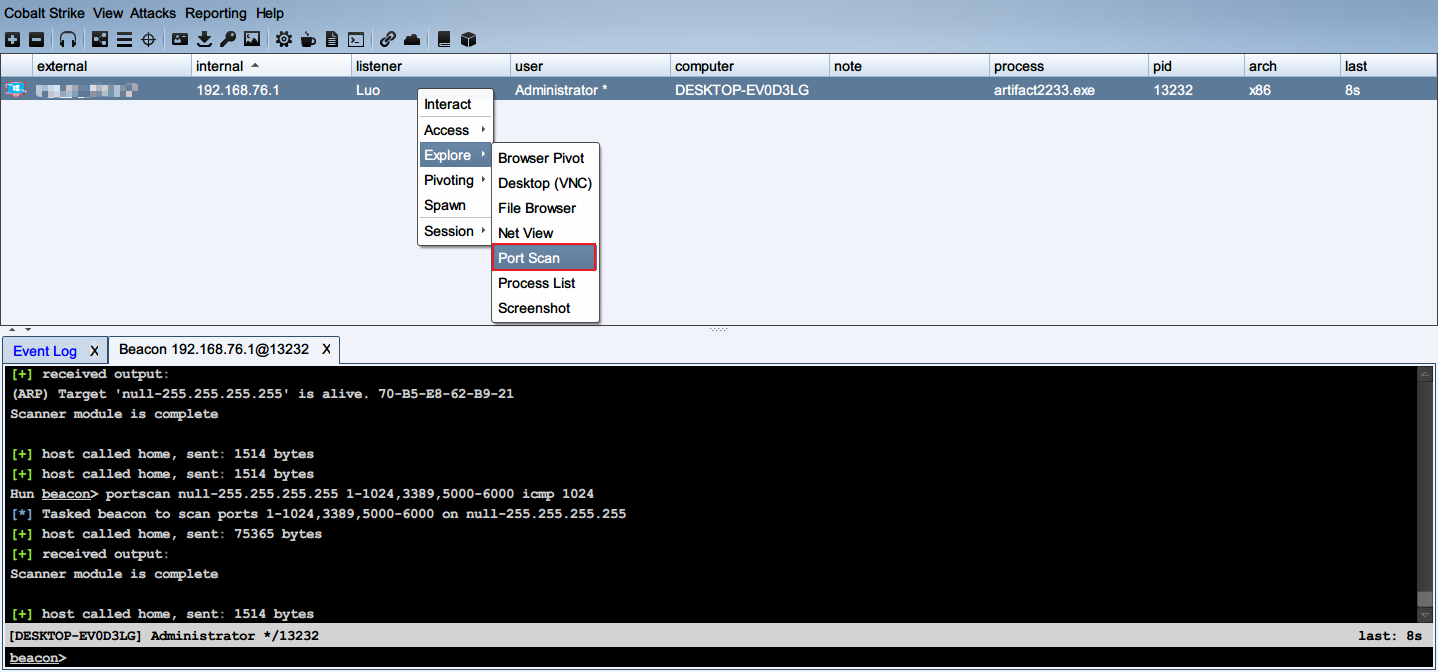 Cobalt Strike View Attacks Reporting Help
external internal listener user computer note process pid arch last
192.168.76.1 Luo Administrator * DESKTOP-EV0D3LG artifact2233.exe 13232 x86 8s
Interact
Access
Explore
Pivoting
Spawn
Session
Browser Pivot
Desktop (VNC)
File Browser
Net View
Port Scan
Process List
Screenshot
Event Log X Beacon 192.168.76.1@13232 X
[+] received output:
(ARP) Target 'null-255.255.255.255' is alive. 70-B5-E8-62-B9-21
Scanner module is complete
[+] host called home, sent: 1514 bytes
[+] host called home, sent: 1514 bytes
Hun beacon> portscan null-255.255.255.255 1-1024,3389,5000-6000 icmp 1024
[*] Tasked beacon to scan ports 1-1024,3389,5000-6000 on null-255.255.255.255
[+] host called home, sent: 75365 bytes
[+] received output:
Scanner module is complete
[+] host called home, sent: 1514 bytes
[DESKTOP-EV0D3LG] Administrator */13232 last: 8s
beacon>